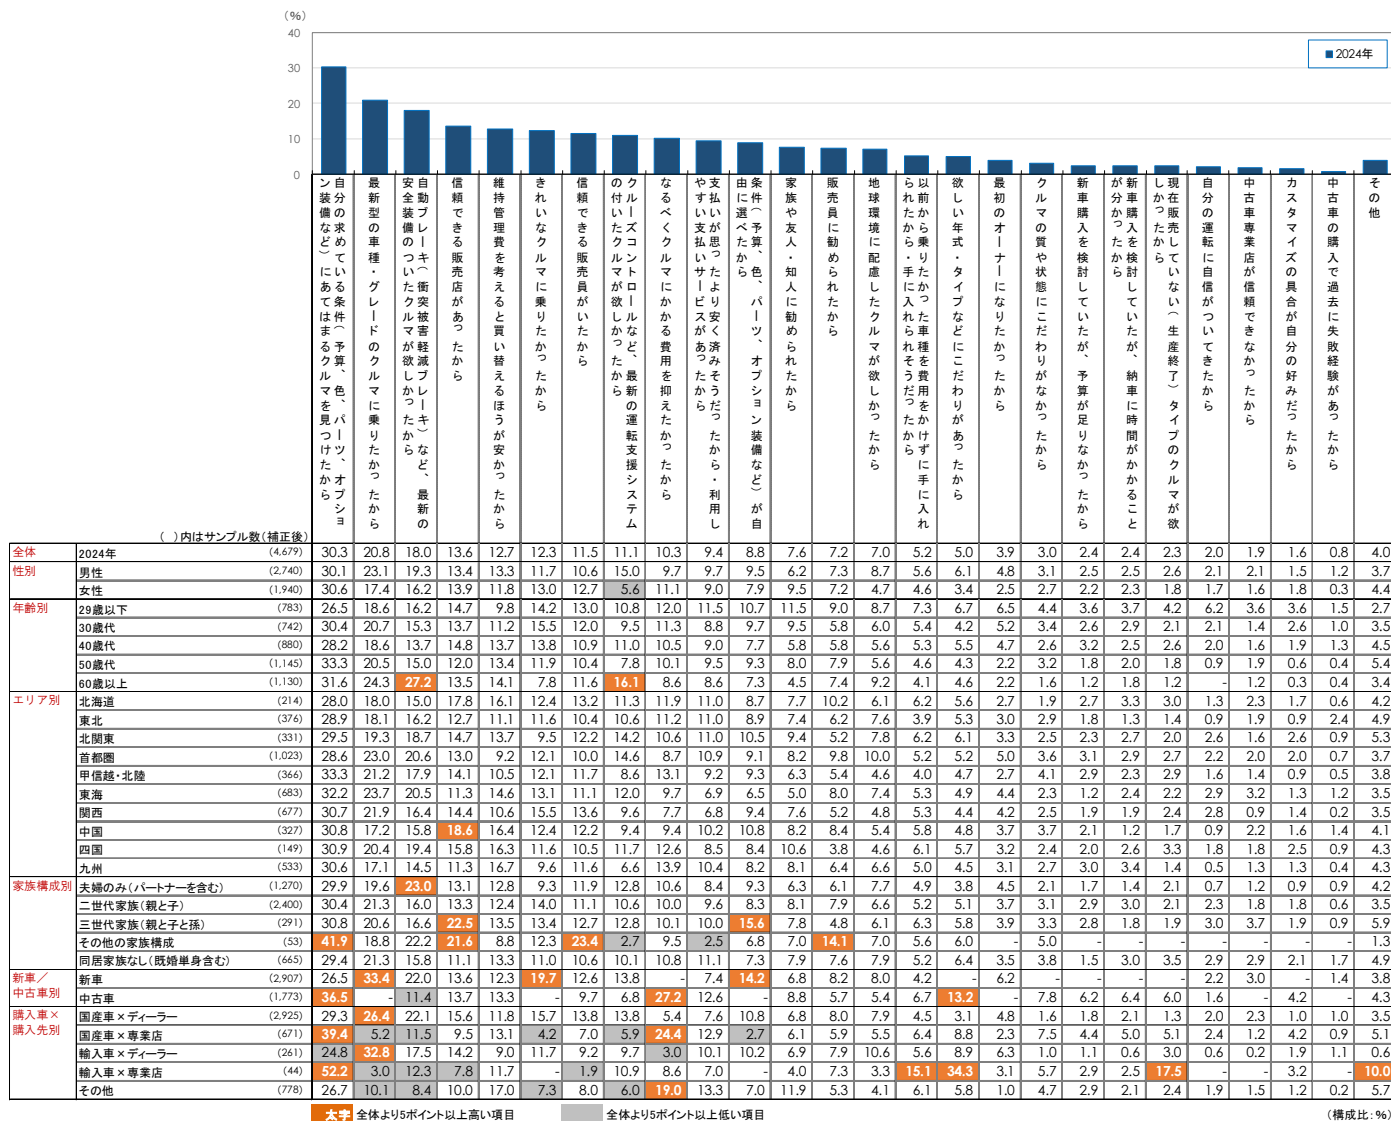 (%)
40
30
20
10
0
■2024年
自分の求めている条件(予算、色、パーツ、オプション装備など)にあてはまるクルマを見つけたから
最新型の車種・グレードのクルマに乗りたかったから
自動ブレーキ(衝突被害軽減ブレーキ)など、最新の安全装備のついたクルマが欲しかったから
信頼できる販売店があったから
維持管理費を考えると買い替えるほうが安かったから
きれいなクルマに乗りたかったから
信頼できる販売員がいたから
クルーズコントロールなど、最新の運転支援システムの付いたクルマが欲しかったから
なるべくクルマにかかる費用を抑えたかったから
支払いが思ったより安く済みそうだったから・利用しやすい支払いサービスがあったから
条件(予算、色、パーツ、オプション装備など)が自由に選べたから
家族や友人・知人に勧められたから
販売員に勧められたから
地球環境に配慮したクルマが欲しかったから
以前から乗りたかった車種を費用をかけずに手に入れられたから・手に入れられそうだったから
欲しい年式・タイプなどにこだわりがあったから
最初のオーナーになりたかったから
クルマの質や状態にこだわりがなかったから
新車購入を検討していたが、予算が足りなかったから
新車購入を検討していたが、納車に時間がかかることが分かったから
現在販売していない(生産終了)タイプのクルマが欲しかったから
自分の運転に自信がついてきたから
中古車専業店が信頼できなかったから
カスタマイズの具合が自分の好みだったから
中古車の購入で過去に失敗経験があったから
その他
( )内はサンプル数(補正後)
全体 2024年 (4,679) 30.3 20.8 18.0 13.6 12.7 12.3 11.5 11.1 10.3 9.4 8.8 7.6 7.2 7.0 5.2 5.0 3.9 3.0 2.4 2.4 2.3 2.0 1.9 1.6 0.8 4.0
性別 男性 (2,740) 30.1 23.1 19.3 13.4 13.3 11.7 10.6 15.0 9.7 9.7 9.5 6.2 7.3 8.7 5.6 6.1 4.8 3.1 2.5 2.5 2.6 2.1 2.1 1.5 1.2 3.7
女性 (1,940) 30.6 17.4 16.2 13.9 11.8 13.0 12.7 5.6 11.1 9.0 7.9 9.5 7.2 4.7 4.6 3.4 2.5 2.7 2.2 2.3 1.8 1.7 1.6 1.8 0.3 4.4
年齢別 29歳以下 (783) 26.5 18.6 16.2 14.7 9.8 14.2 13.0 10.8 12.0 11.5 10.7 11.5 9.0 8.7 7.3 6.7 6.5 4.4 3.6 3.7 4.2 6.2 3.6 3.6 1.5 2.7
30歳代 (742) 30.4 20.7 15.3 13.7 11.2 15.5 12.0 9.5 11.3 8.8 9.7 9.5 5.8 6.0 5.4 4.2 5.2 3.4 2.6 2.9 2.1 2.1 1.4 2.6 1.0 3.5
40歳代 (880) 28.2 18.6 13.7 14.8 13.7 13.8 10.9 11.0 10.5 9.0 7.7 5.8 5.8 5.6 5.3 5.5 4.7 2.6 3.2 2.5 2.6 2.0 1.6 1.9 1.3 4.5
50歳代 (1,145) 33.3 20.5 15.0 12.0 13.4 11.9 10.4 7.8 10.1 9.5 9.3 8.0 7.9 5.6 4.6 4.3 2.2 3.2 1.8 2.0 1.8 0.9 1.9 0.6 0.4 5.4
60歳以上 (1,130) 31.6 24.3 27.2 13.5 14.1 7.8 11.6 16.1 8.6 8.6 7.3 4.5 7.4 9.2 4.1 4.6 2.2 1.6 1.2 1.8 1.2 - 1.2 0.3 0.4 3.4
エリア別 北海道 (214) 28.0 18.0 15.0 17.8 16.1 12.4 13.2 11.3 11.9 11.0 8.7 7.7 10.2 6.1 6.2 5.6 2.7 1.9 2.7 3.3 3.0 1.3 2.3 1.7 0.6 4.2
東北 (376) 28.9 18.1 16.2 12.7 11.1 11.6 10.4 10.6 11.2 11.0 8.9 7.4 6.2 7.6 3.9 5.3 3.0 2.9 1.8 1.3 1.4 0.9 1.9 0.9 2.4 4.9
北関東 (331) 29.5 19.3 18.7 14.7 13.7 9.5 12.2 14.2 10.6 11.0 10.5 9.4 5.2 7.8 6.2 6.1 3.3 2.5 2.3 2.7 2.0 2.6 1.6 2.6 0.9 5.3
首都圏 (1,023) 28.6 23.0 20.6 13.0 9.2 12.1 10.0 14.6 8.7 10.9 9.1 8.2 9.8 10.0 5.2 5.2 5.0 3.6 3.1 2.9 2.7 2.2 2.0 2.0 0.7 3.7
甲信越・北陸 (366) 33.3 21.2 17.9 14.1 10.5 12.1 11.7 8.6 13.1 9.2 9.3 6.3 5.4 4.6 4.0 4.7 2.7 4.1 2.9 2.3 2.9 1.6 1.4 0.9 0.5 3.8
東海 (683) 32.2 23.7 20.5 11.3 14.6 13.1 11.1 12.0 9.7 6.9 6.5 5.0 8.0 7.4 5.3 4.9 4.4 2.3 1.2 2.4 2.2 2.9 3.2 1.3 1.2 3.5
関西 (677) 30.7 21.9 16.4 14.4 10.6 15.5 13.6 9.6 7.7 6.8 9.4 7.6 5.2 4.8 5.3 4.4 4.2 2.5 1.9 1.9 2.4 2.8 0.9 1.4 0.2 3.5
中国 (327) 30.8 17.2 15.8 18.6 16.4 12.4 12.2 9.4 9.4 10.2 10.8 8.2 8.4 5.4 5.8 4.8 3.7 3.7 2.1 1.2 1.7 0.9 2.2 1.6 1.4 4.1
四国 (149) 30.9 20.4 19.4 15.8 16.3 11.6 10.5 11.7 12.6 8.5 8.4 10.6 3.8 4.6 6.1 5.7 3.2 2.4 2.0 2.6 3.3 1.8 1.8 2.5 0.9 4.3
九州 (533) 30.6 17.1 14.5 11.3 16.7 9.6 11.6 6.6 13.9 10.4 8.2 8.1 6.4 6.6 5.0 4.5 3.1 2.7 3.0 3.4 1.4 0.5 1.3 1.3 0.4 4.3
家族構成別 夫婦のみ(パートナーを含む) (1,270) 29.9 19.6 23.0 13.1 12.8 9.3 11.9 12.8 10.6 8.4 9.3 6.3 6.1 7.7 4.9 3.8 4.5 2.1 1.7 1.4 2.1 0.7 1.2 0.9 0.9 4.2
二世代家族(親と子) (2,400) 30.4 21.3 16.0 13.3 12.4 14.0 11.1 10.6 10.0 9.6 8.1 7.9 7.7 6.6 5.2 5.1 3.7 3.1 2.9 3.0 2.1 2.3 1.8 1.8 0.6 3.5
三世代家族(親と子と孫) (291) 30.8 20.6 16.6 22.5 13.5 13.4 12.7 12.8 10.1 10.0 15.6 7.8 4.8 6.1 6.3 5.8 3.9 3.3 2.8 1.8 1.9 3.0 3.7 1.9 0.9 5.9
その他の家族構成 (53) 41.9 18.8 22.2 21.6 8.8 12.3 23.4 2.7 9.5 2.5 6.8 7.0 14.1 7.0 5.6 6.0 - 5.0 - - - - - - - 1.3
同居家族なし(既婚単身含む) (665) 29.4 21.3 15.8 11.1 13.3 11.0 10.6 10.1 10.8 11.1 7.3 7.9 7.6 7.9 5.2 6.4 3.5 3.8 1.5 3.0 3.5 2.9 2.9 2.1 1.7 4.9
新車/中古車別 新車 (2,907) 26.5 33.4 22.0 13.6 12.3 19.7 12.6 13.8 - 7.4 14.2 6.8 8.2 8.0 4.2 - 6.2 - - - - 2.2 3.0 - 1.4 3.8
中古車 (1,773) 36.5 - 11.4 13.7 13.3 - 9.7 6.8 27.2 12.6 - 8.8 5.7 5.4 6.7 13.2 - 7.8 6.2 6.4 6.0 1.6 - 4.2 - 4.3
購入車×購入先別 国産車×ディーラー (2,925) 29.3 26.4 22.1 15.6 11.8 15.7 13.8 13.8 5.4 7.6 10.8 8.8 8.0 7.9 4.5 3.1 4.8 1.6 1.8 2.1 1.3 2.0 2.3 1.0 1.0 3.5
国産車×専業店 (671) 39.4 5.2 11.5 9.5 13.1 4.2 7.0 5.9 24.4 12.9 2.7 6.1 5.9 5.5 6.4 8.8 2.3 7.5 4.4 5.0 5.1 2.4 1.2 4.2 0.9 5.1
輸入車×ディーラー (261) 24.8 32.8 17.5 14.2 9.0 11.7 9.2 9.7 3.0 10.1 10.2 6.9 7.9 10.6 5.6 8.9 6.3 1.0 1.1 0.6 3.0 0.6 0.2 1.9 1.1 0.6
輸入車×専業店 (44) 52.2 3.0 12.3 7.8 11.7 - 1.9 10.9 8.6 7.0 - 4.0 7.3 3.3 15.1 34.3 3.1 5.7 2.9 2.5 17.5 - - 3.2 - 10.0
その他 (778) 26.7 10.1 8.4 10.0 17.0 7.3 8.0 6.0 19.0 13.3 7.0 11.9 5.3 4.1 6.1 5.8 1.0 4.7 2.9 2.1 2.4 1.9 1.5 1.2 0.2 5.7
太字 全体より5ポイント以上高い項目 全体より5ポイント以上低い項目 (構成比:%)